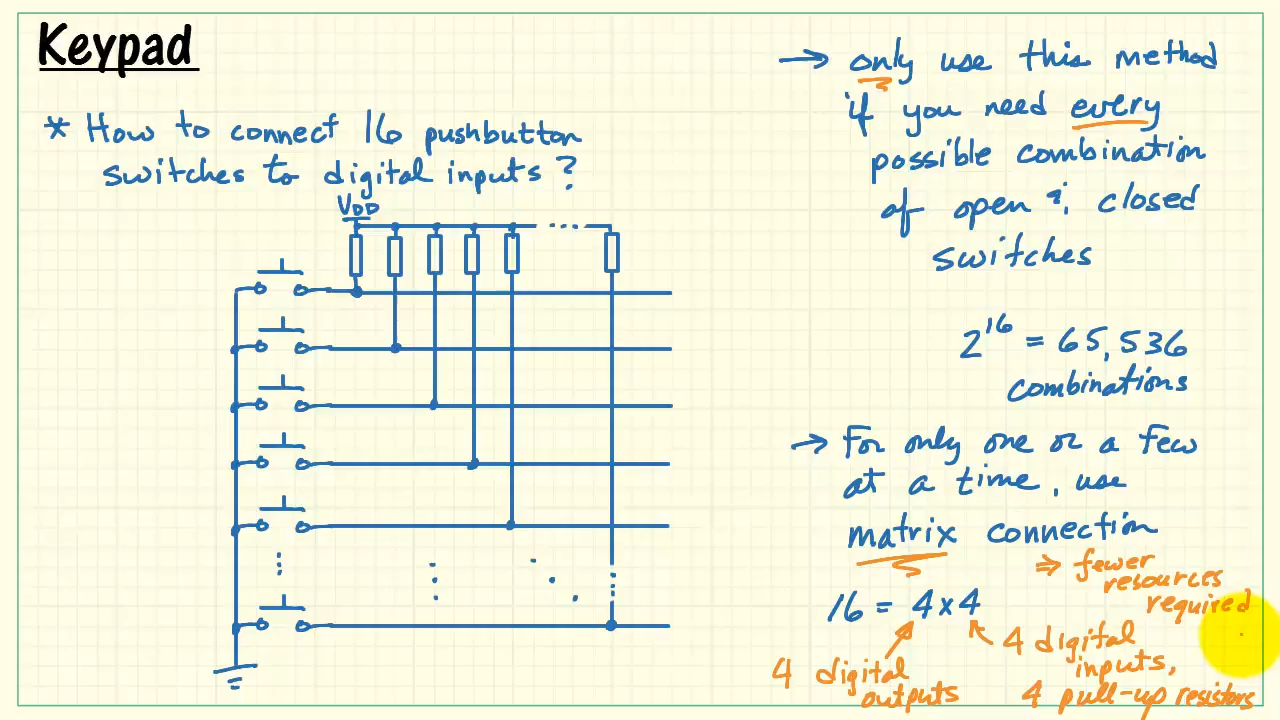 Keypad
* How to connect 16 pushbutton
switches to digital inputs?
VDD
→ only use this method
if you need every
possible combination
of open & closed
switches
2^16 = 65,536
combinations
→ For only one or a few
at a time, use
matrix connection
⇒ fewer
resources
required
16 = 4x4
4 digital
outputs
4 digital
inputs,
4 pull-up resistors